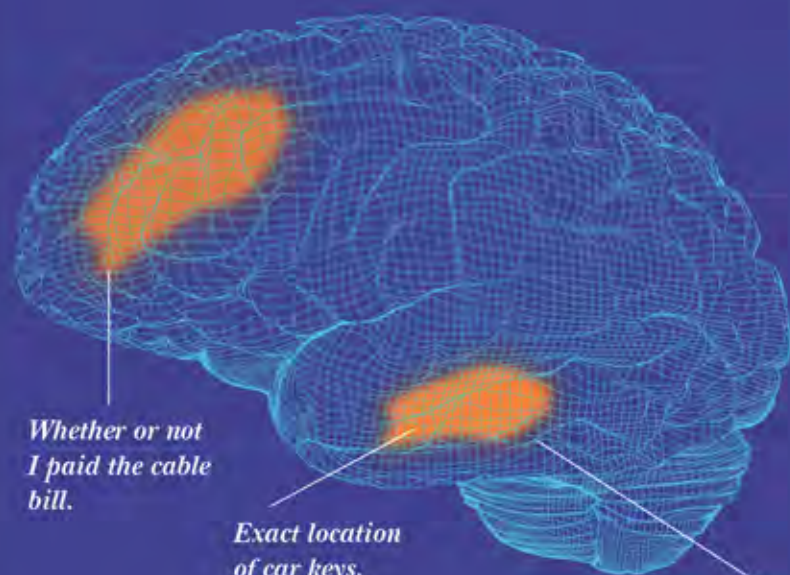 Whether or not
I paid the cable
bill.
Exact location
of car keys.